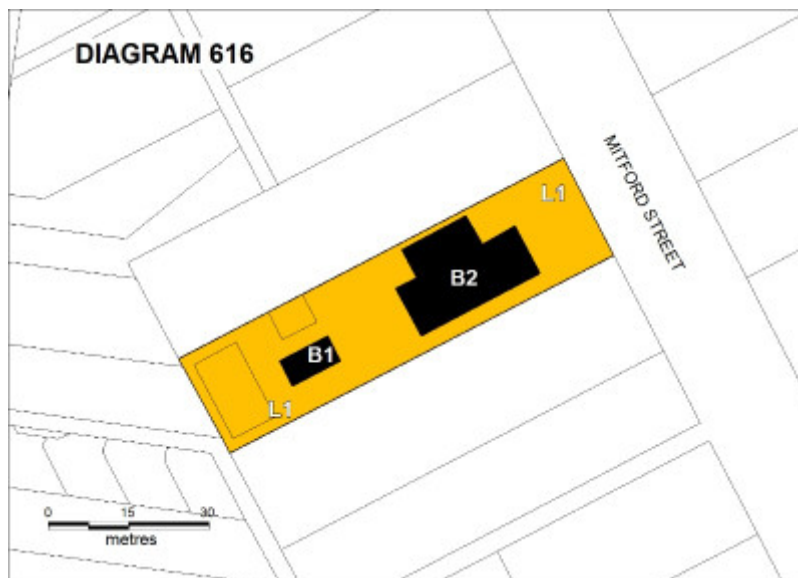 DIAGRAM 616
MITFORD STREET
L1
B2
B1
L1
0 15 30
metres